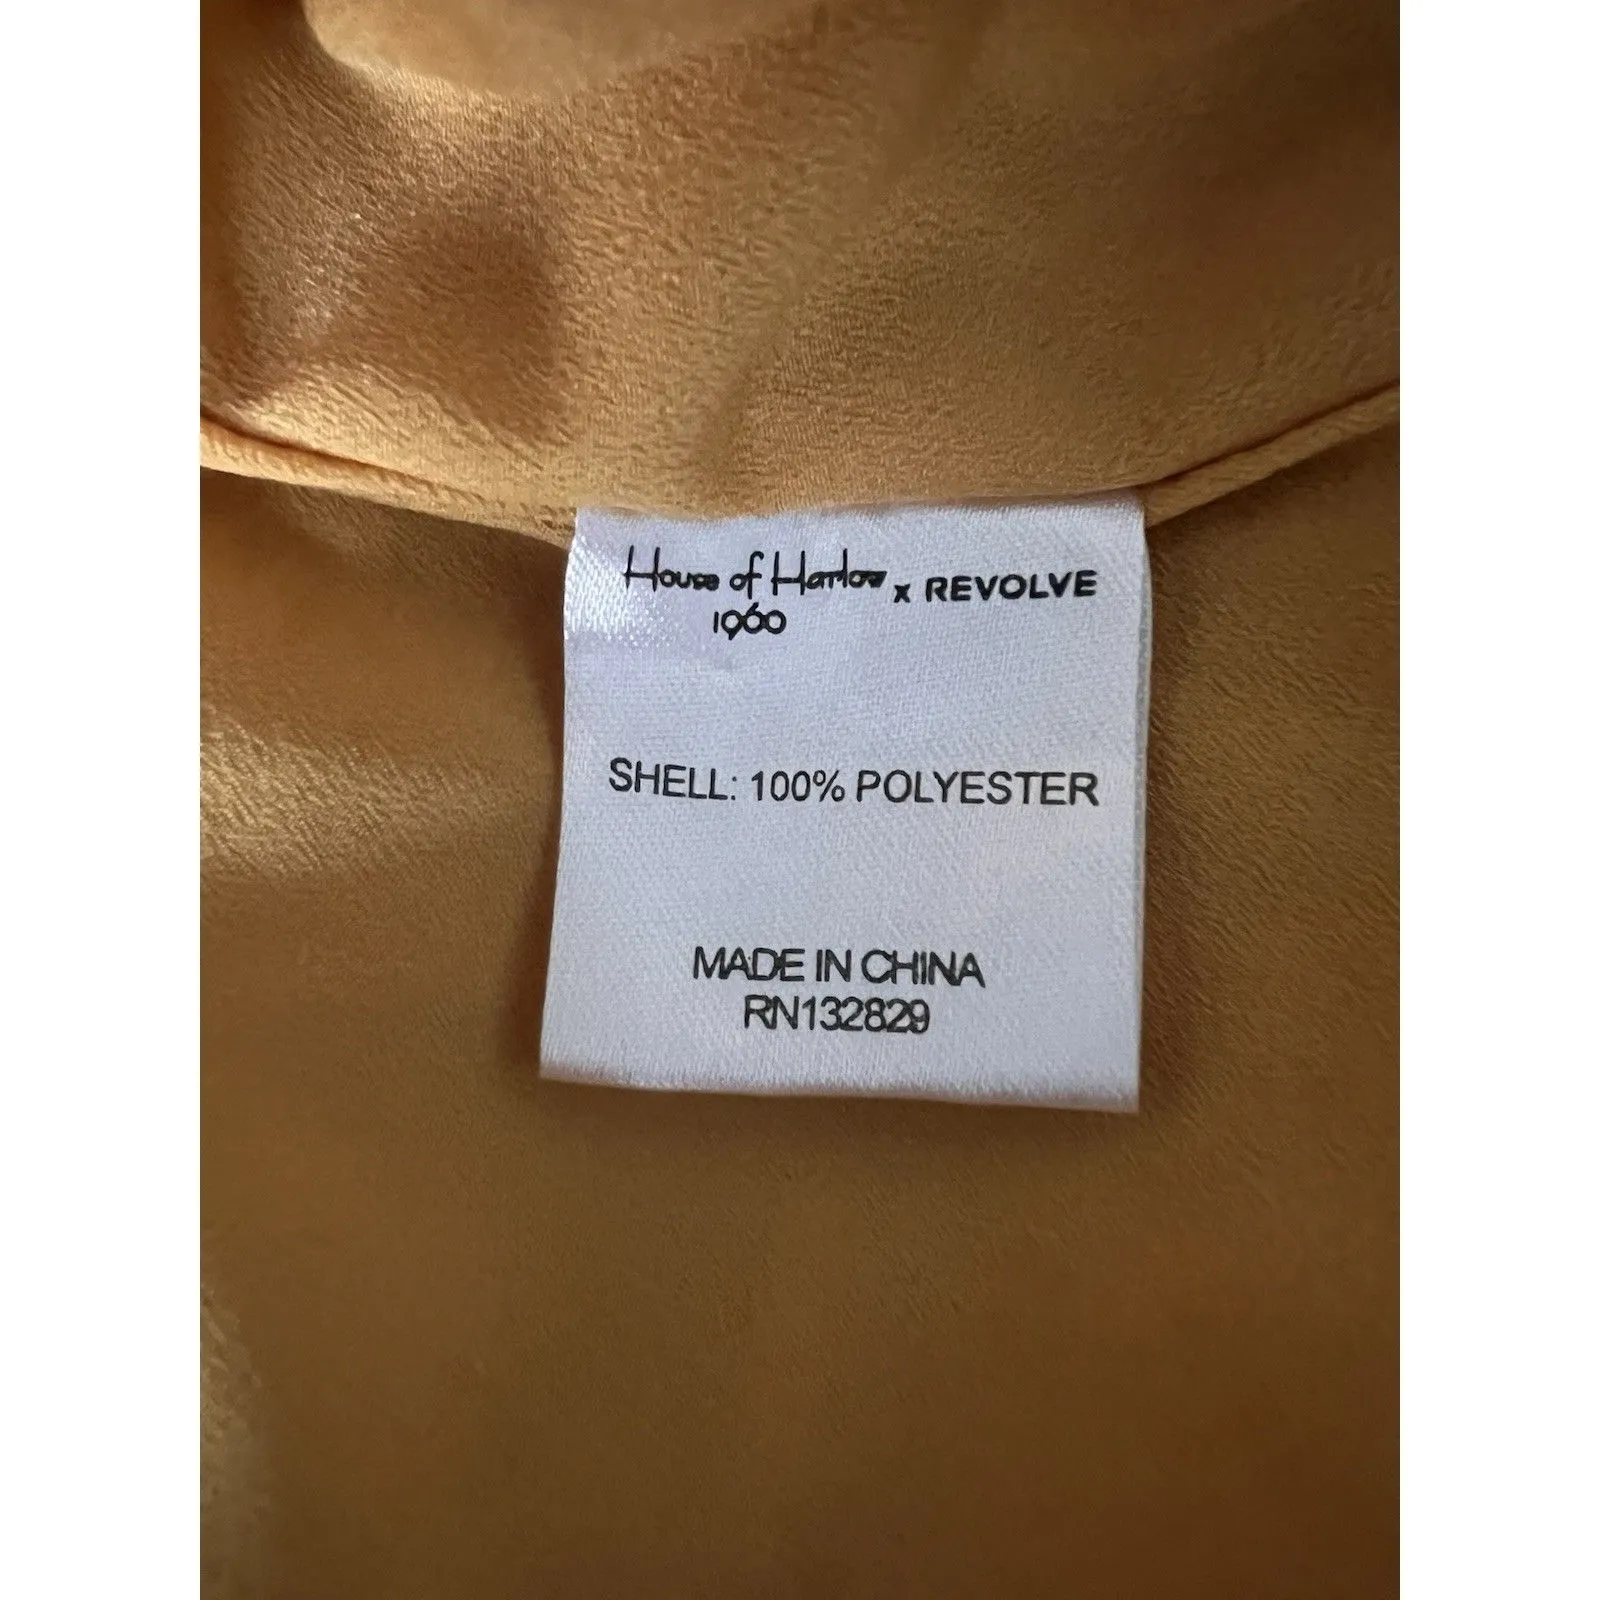 House of Harlow x REVOLVE
1960
SHELL: 100% POLYESTER
MADE IN CHINA
RN132829